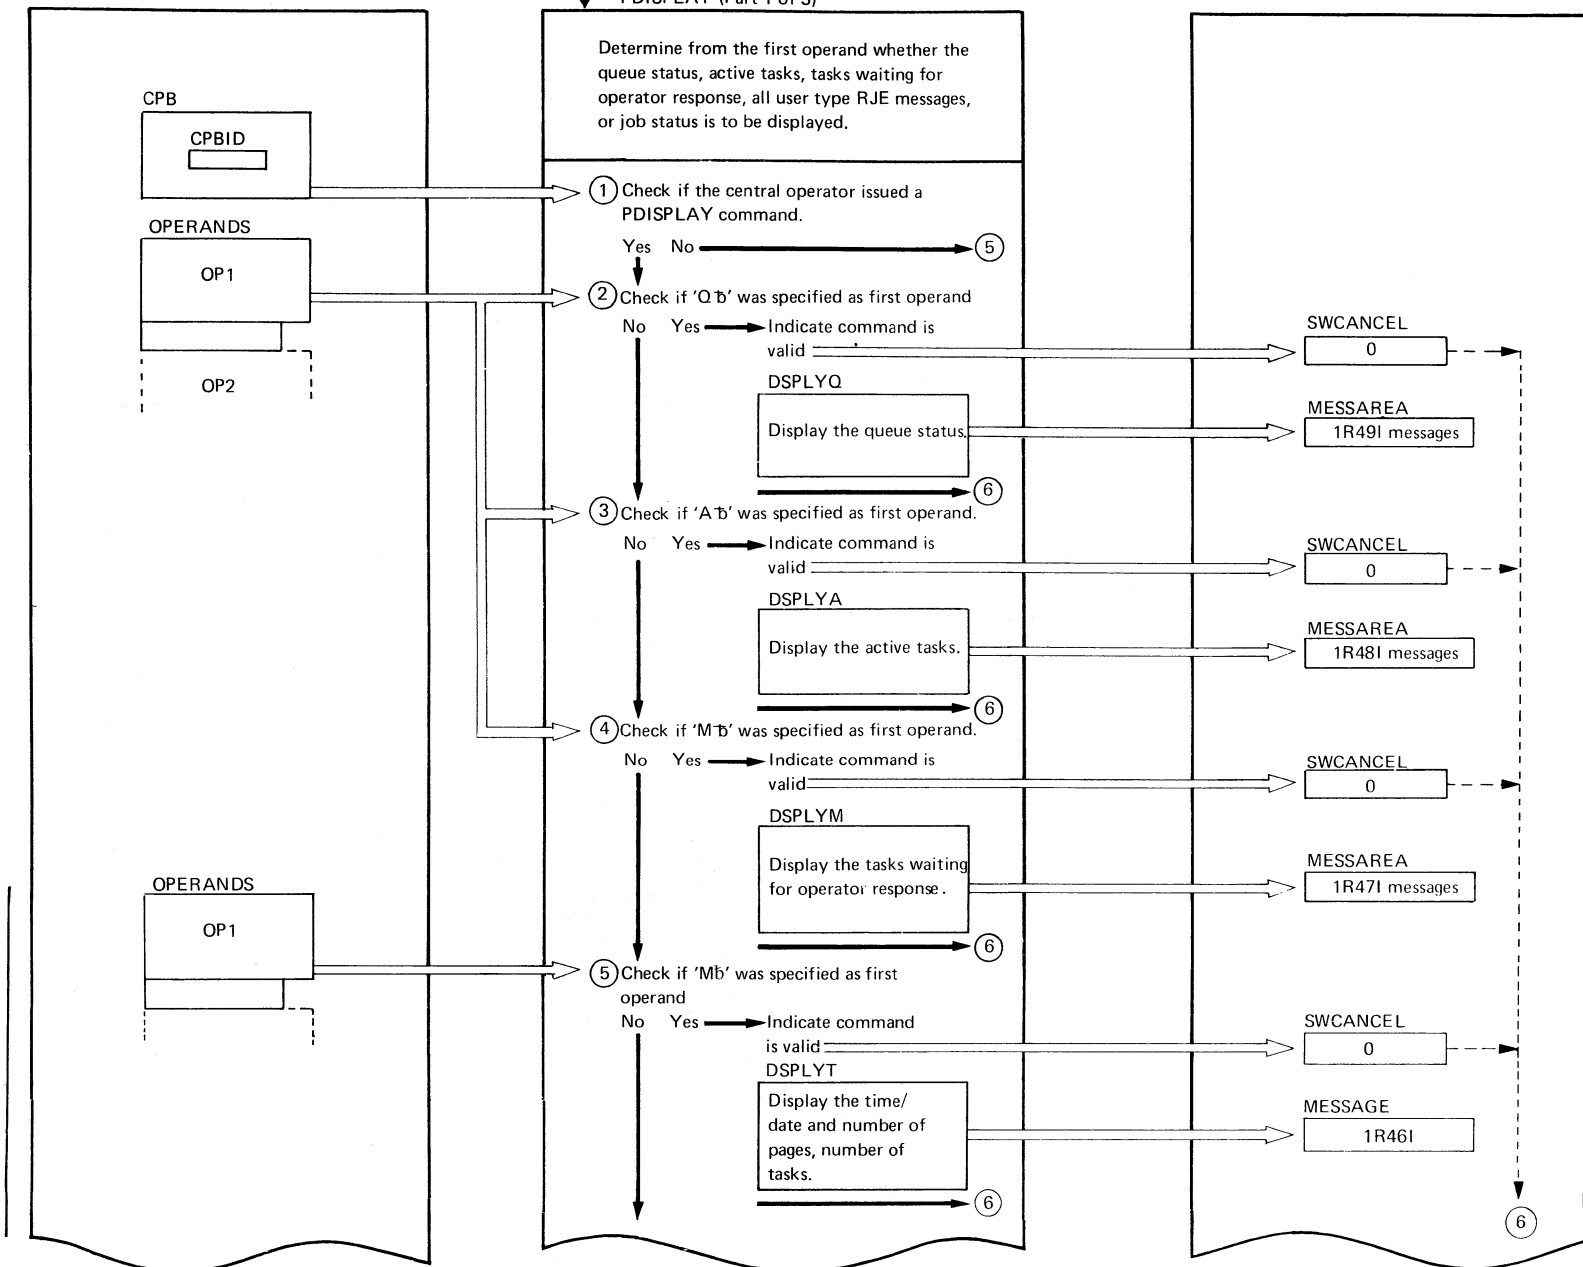 PDISPLAY (Part 1 of 3)
Determine from the first operand whether the
queue status, active tasks, tasks waiting for
operator response, all user type RJE messages,
or job status is to be displayed.
CPB
CPBID
1 Check if the central operator issued a
PDISPLAY command.
OPERANDS
OP1
OP2
Yes No 5
2 Check if 'Qƀ' was specified as first operand
No Yes Indicate command is
valid
SWCANCEL
0
DSPLYQ
Display the queue status.
MESSAREA
1R49I messages
6
3 Check if 'Aƀ' was specified as first operand.
No Yes Indicate command is
valid
SWCANCEL
0
DSPLYA
Display the active tasks.
MESSAREA
1R48I messages
6
4 Check if 'Mƀ' was specified as first operand.
No Yes Indicate command is
valid
SWCANCEL
0
DSPLYM
Display the tasks waiting
for operator response.
MESSAREA
1R47I messages
6
OPERANDS
OP1
5 Check if 'Mƀ' was specified as first
operand
No Yes Indicate command
is valid
SWCANCEL
0
DSPLYT
Display the time/
date and number of
pages, number of
tasks.
MESSAGE
1R46I
6
6